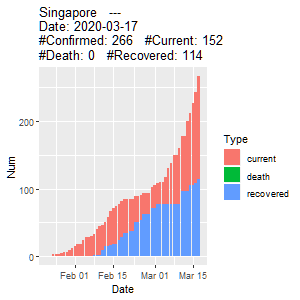 Singapore   ---
Date: 2020-03-17
#Confirmed: 266   #Current: 152
#Death: 0   #Recovered: 114
Num
200
100
0
Feb 01
Feb 15
Mar 01
Mar 15
Date
Type
current
death
recovered